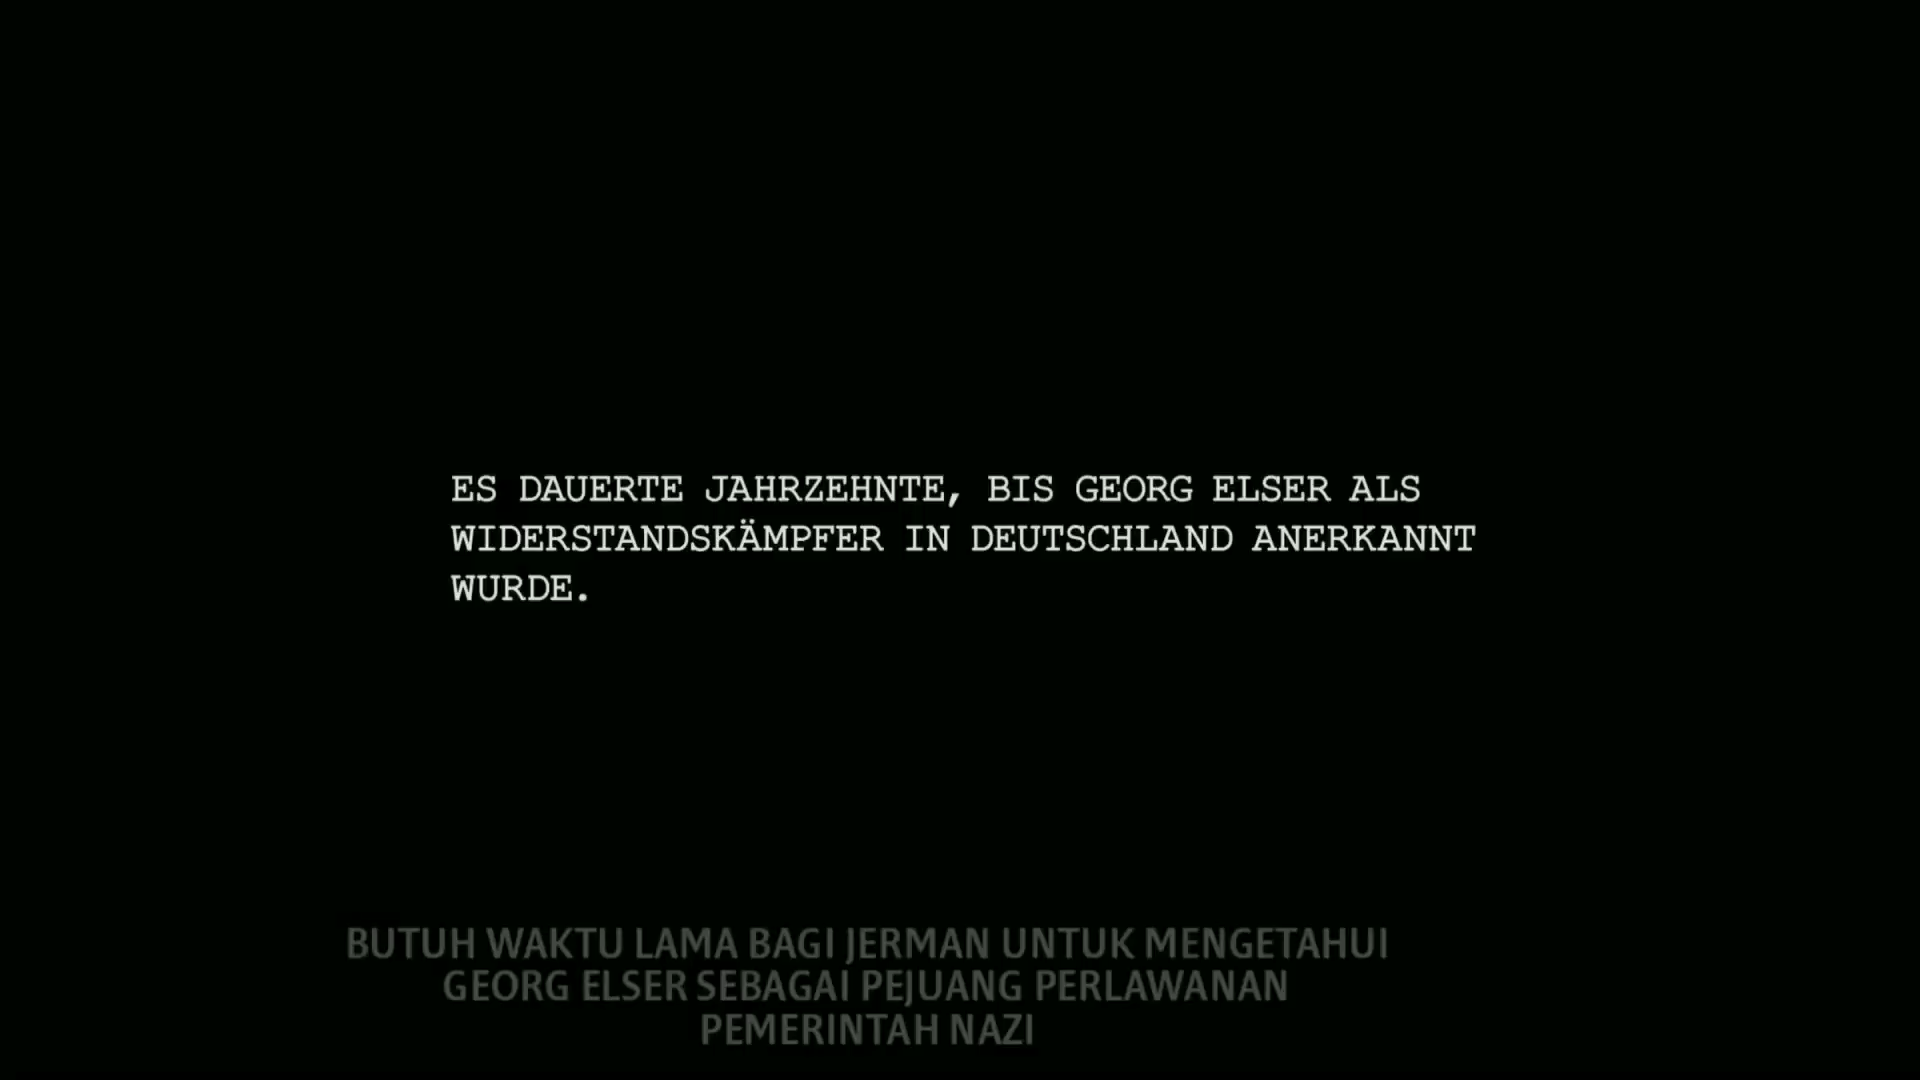 ES DAUERTE JAHRZEHNTE, BIS GEORG ELSER ALS
WIDERSTANDSKÄMPFER IN DEUTSCHLAND ANERKANNT
WURDE.
BUTUH WAKTU LAMA BAGI JERMAN UNTUK MENGETAHUI
GEORG ELSER SEBAGAI PEJUANG PERLAWANAN
PEMERINTAH NAZI